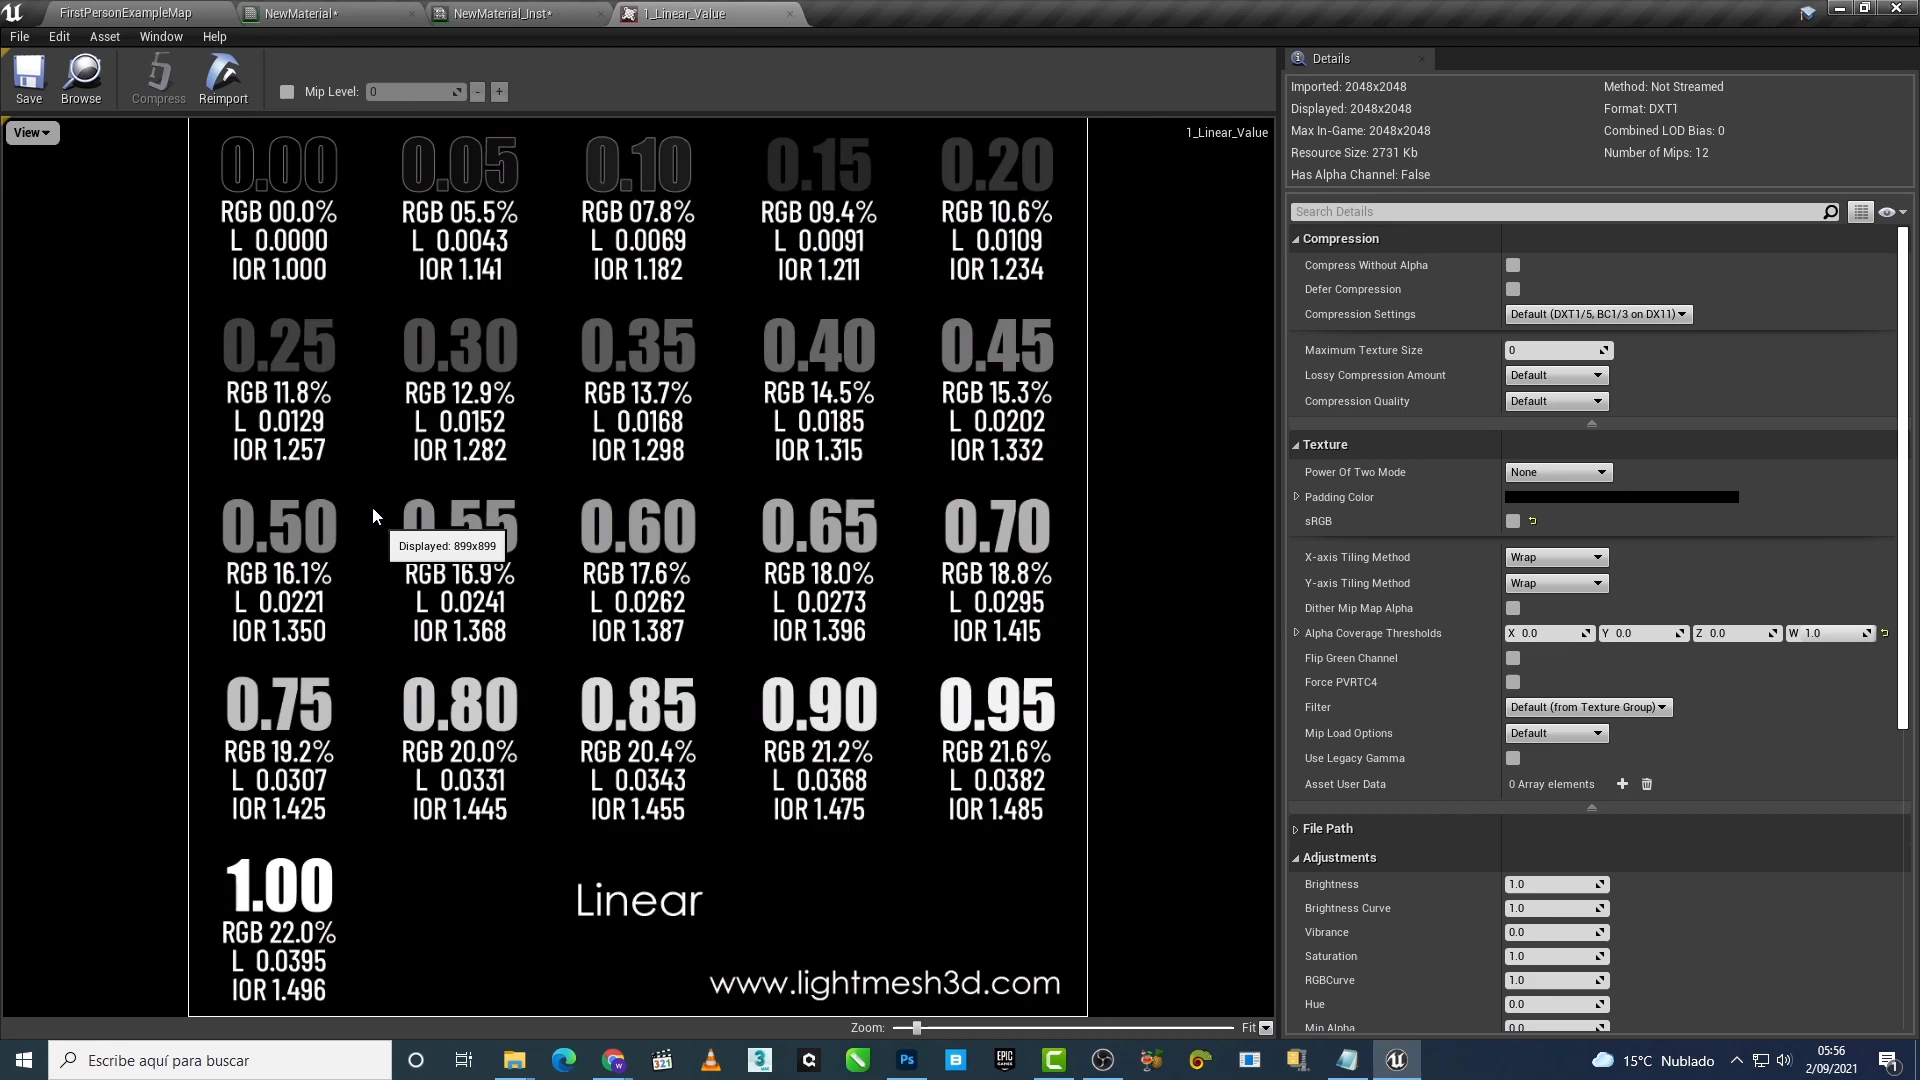 FirstPersonExampleMap
NewMaterial*
NewMaterial_Inst*
1_Linear_Value
File Edit Asset Window Help
Save Browse Compress Reimport Mip Level: 0 - +
View
1_Linear_Value
0.00 0.05 0.10 0.15 0.20
RGB 00.0% RGB 05.5% RGB 07.8% RGB 09.4% RGB 10.6%
L 0.0000 L 0.0043 L 0.0069 L 0.0091 L 0.0109
IOR 1.000 IOR 1.141 IOR 1.182 IOR 1.211 IOR 1.234
0.25 0.30 0.35 0.40 0.45
RGB 11.8% RGB 12.9% RGB 13.7% RGB 14.5% RGB 15.3%
L 0.0129 L 0.0152 L 0.0168 L 0.0185 L 0.0202
IOR 1.257 IOR 1.282 IOR 1.298 IOR 1.315 IOR 1.332
0.50 0.55 0.60 0.65 0.70
Displayed: 899x899
RGB 16.1% RGB 16.9% RGB 17.6% RGB 18.0% RGB 18.8%
L 0.0221 L 0.0241 L 0.0262 L 0.0273 L 0.0295
IOR 1.350 IOR 1.368 IOR 1.387 IOR 1.396 IOR 1.415
0.75 0.80 0.85 0.90 0.95
RGB 19.2% RGB 20.0% RGB 20.4% RGB 21.2% RGB 21.6%
L 0.0307 L 0.0331 L 0.0343 L 0.0368 L 0.0382
IOR 1.425 IOR 1.445 IOR 1.455 IOR 1.475 IOR 1.485
1.00
RGB 22.0%
L 0.0395
IOR 1.496
Linear
www.lightmesh3d.com
Zoom: Fit
Details
Imported: 2048x2048 Method: Not Streamed
Displayed: 2048x2048 Format: DXT1
Max In-Game: 2048x2048 Combined LOD Bias: 0
Resource Size: 2731 Kb Number of Mips: 12
Has Alpha Channel: False
Search Details
Compression
Compress Without Alpha
Defer Compression
Compression Settings Default (DXT1/5, BC1/3 on DX11)
Maximum Texture Size 0
Lossy Compression Amount Default
Compression Quality Default
Texture
Power Of Two Mode None
Padding Color
sRGB
X-axis Tiling Method Wrap
Y-axis Tiling Method Wrap
Dither Mip Map Alpha
Alpha Coverage Thresholds X 0.0 Y 0.0 Z 0.0 W 1.0
Flip Green Channel
Force PVRTC4
Filter Default (from Texture Group)
Mip Load Options Default
Use Legacy Gamma
Asset User Data 0 Array elements
File Path
Adjustments
Brightness 1.0
Brightness Curve 1.0
Vibrance 0.0
Saturation 1.0
RGBCurve 1.0
Hue 0.0
Min Alpha 0.0
Escribe aquí para buscar
321
3
Ps
EPIC GAMES
15°C Nublado
05:56
2/09/2021
1